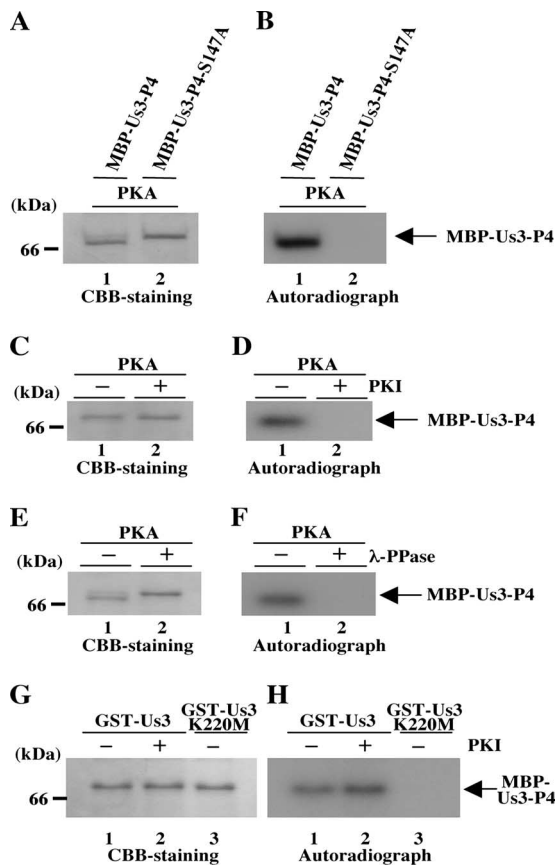 A
B
MBP-Us3-P4
MBP-Us3-P4-S147A
MBP-Us3-P4
MBP-Us3-P4-S147A
PKA
PKA
(kDa)
66
MBP-Us3-P4
1 2
1 2
CBB-staining
Autoradiograph
C
D
PKA
PKA
− +
− +
PKI
(kDa)
66
MBP-Us3-P4
1 2
1 2
CBB-staining
Autoradiograph
E
F
PKA
PKA
− +
− +
λ-PPase
(kDa)
66
MBP-Us3-P4
1 2
1 2
CBB-staining
Autoradiograph
G
H
GST-Us3
GST-Us3
K220M
GST-Us3
GST-Us3
K220M
− + −
− + −
PKI
(kDa)
66
MBP-
Us3-P4
1 2 3
1 2 3
CBB-staining
Autoradiograph